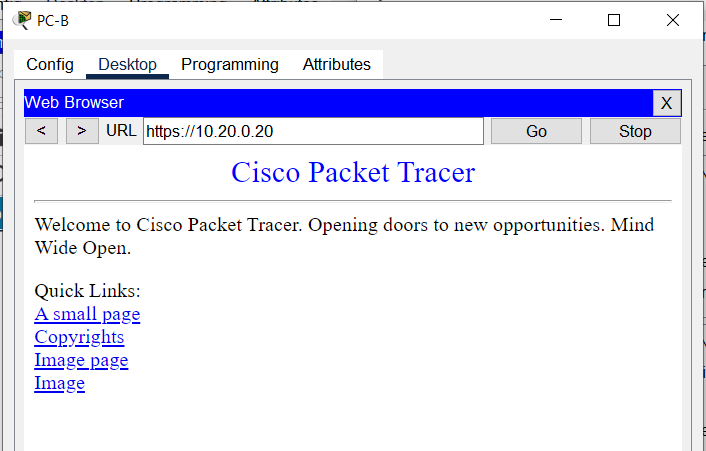 PC-B
Config Desktop Programming Attributes
Web Browser X
< > URL https://10.20.0.20 Go Stop
Cisco Packet Tracer
Welcome to Cisco Packet Tracer. Opening doors to new opportunities. Mind
Wide Open.
Quick Links:
A small page
Copyrights
Image page
Image